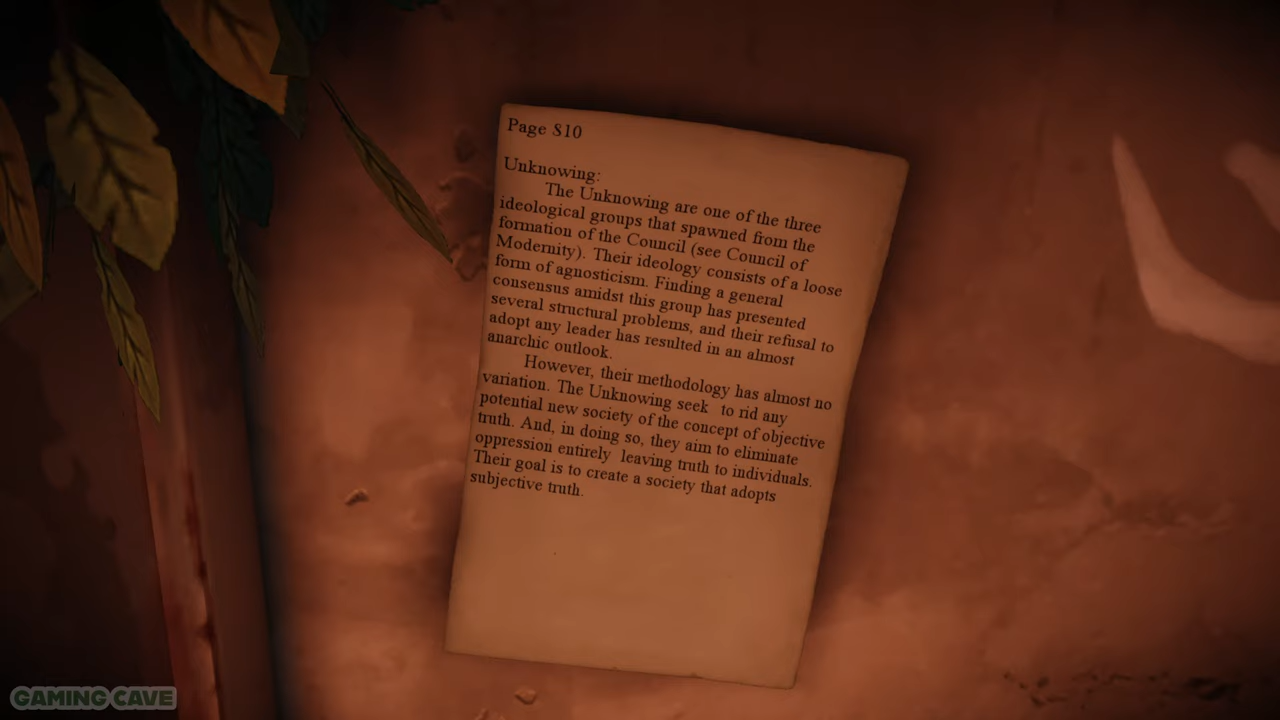 Page 810
Unknowing:
The Unknowing are one of the three
ideological groups that spawned from the
formation of the Council (see Council of
Modernity). Their ideology consists of a loose
form of agnosticism. Finding a general
consensus amidst this group has presented
several structural problems, and their refusal to
adopt any leader has resulted in an almost
anarchic outlook.
However, their methodology has almost no
variation. The Unknowing seek to rid any
potential new society of the concept of objective
truth. And, in doing so, they aim to eliminate
oppression entirely leaving truth to individuals.
Their goal is to create a society that adopts
subjective truth.
GAMING CAVE